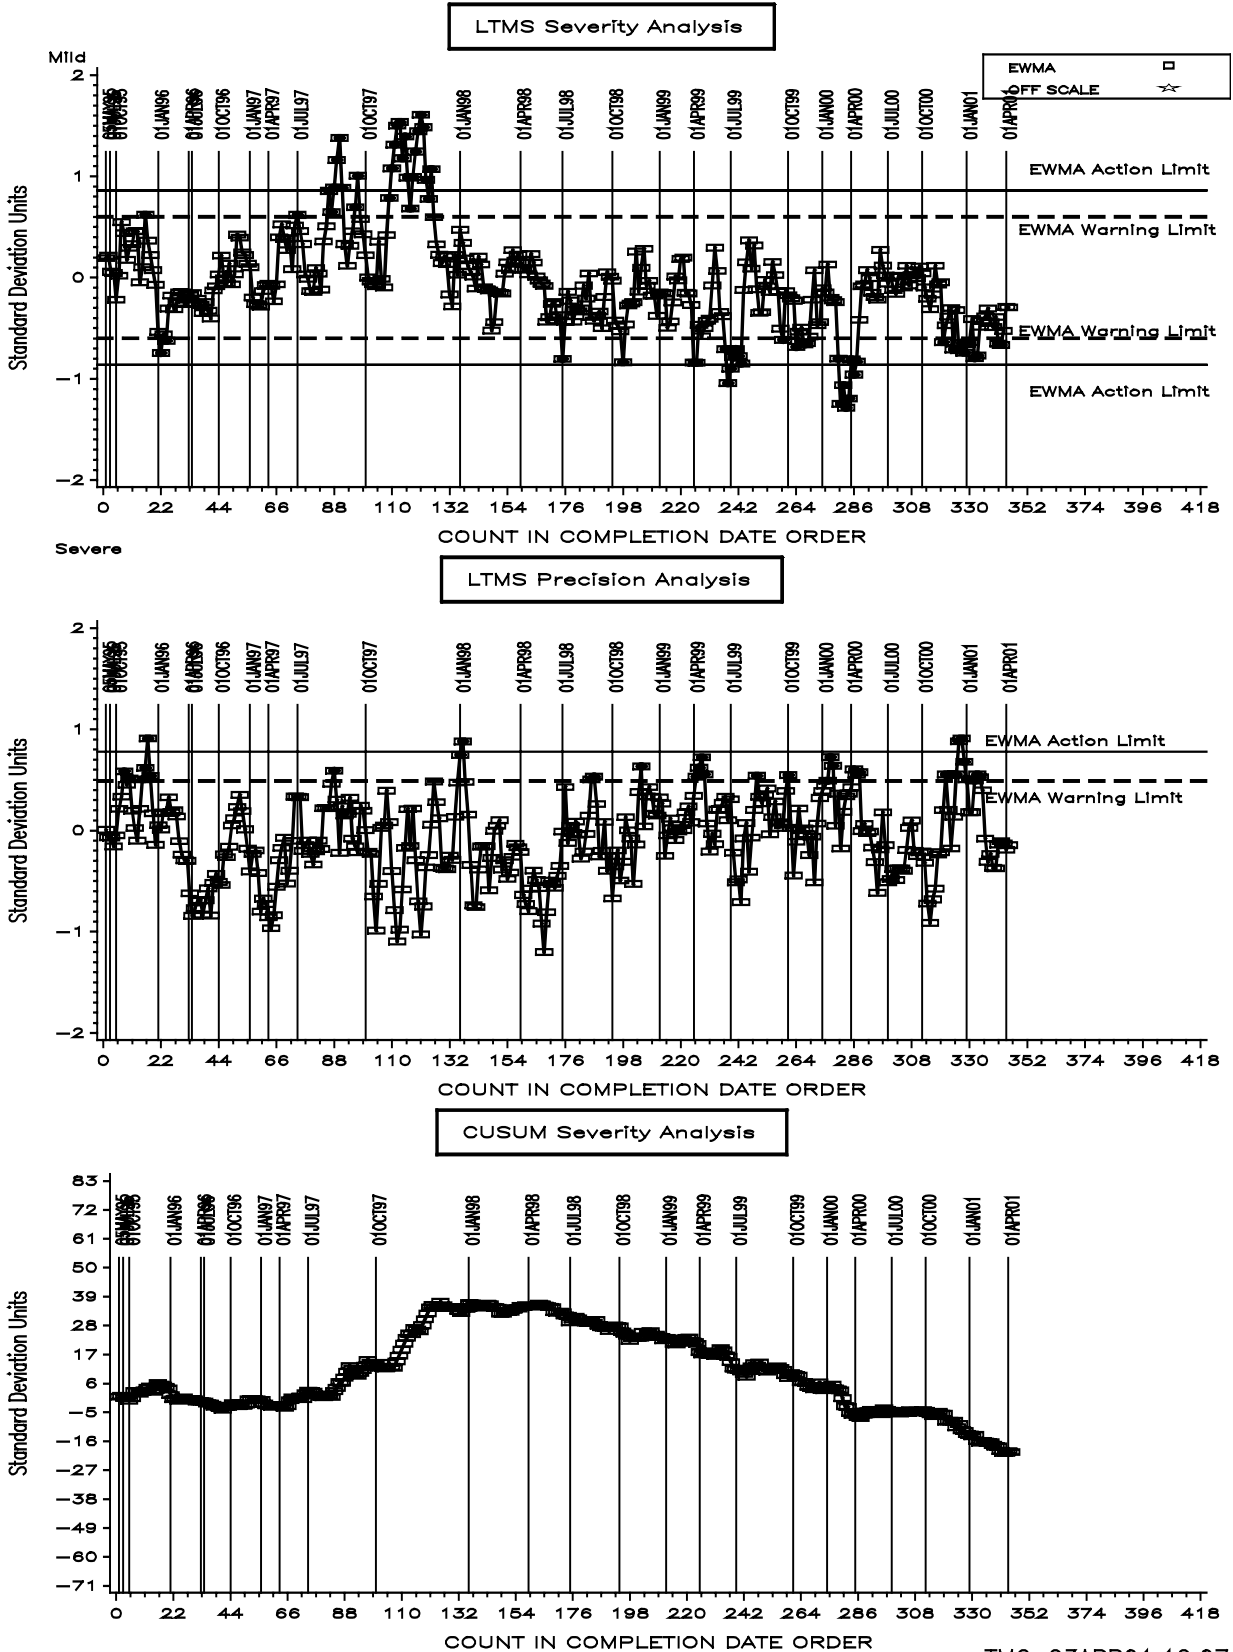 LTMS Severity Analysis
Mild
EWMA
OFF SCALE
2
1
0
−1
−2
Standard Deviation Units
01JAN96
01OCT96
01JAN97
01APR97
01JUL97
01OCT97
01JAN98
01APR98
01JUL98
01OCT98
01JAN99
01APR99
01JUL99
01OCT99
01JAN00
01APR00
01JUL00
01OCT00
01JAN01
EWMA Action Limit
EWMA Warning Limit
EWMA Warning Limit
EWMA Action Limit
0 22 44 66 88 110 132 154 176 198 220 242 264 286 308 330 352 374 396 418
COUNT IN COMPLETION DATE ORDER
Severe
LTMS Precision Analysis
2
1
0
−1
−2
Standard Deviation Units
01JAN96
01OCT96
01JAN97
01APR97
01JUL97
01OCT97
01JAN98
01APR98
01JUL98
01OCT98
01JAN99
01APR99
01JUL99
01OCT99
01JAN00
01APR00
01JUL00
01OCT00
01JAN01
01APR01
EWMA Action Limit
EWMA Warning Limit
0 22 44 66 88 110 132 154 176 198 220 242 264 286 308 330 352 374 396 418
COUNT IN COMPLETION DATE ORDER
CUSUM Severity Analysis
83
72
61
50
39
28
17
6
−5
−16
−27
−38
−49
−60
−71
Standard Deviation Units
01JAN96
01OCT96
01JAN97
01APR97
01JUL97
01OCT97
01JAN98
01APR98
01JUL98
01OCT98
01JAN99
01APR99
01JUL99
01OCT99
01JAN00
01APR00
01JUL00
01OCT00
01JAN01
01APR01
0 22 44 66 88 110 132 154 176 198 220 242 264 286 308 330 352 374 396 418
COUNT IN COMPLETION DATE ORDER